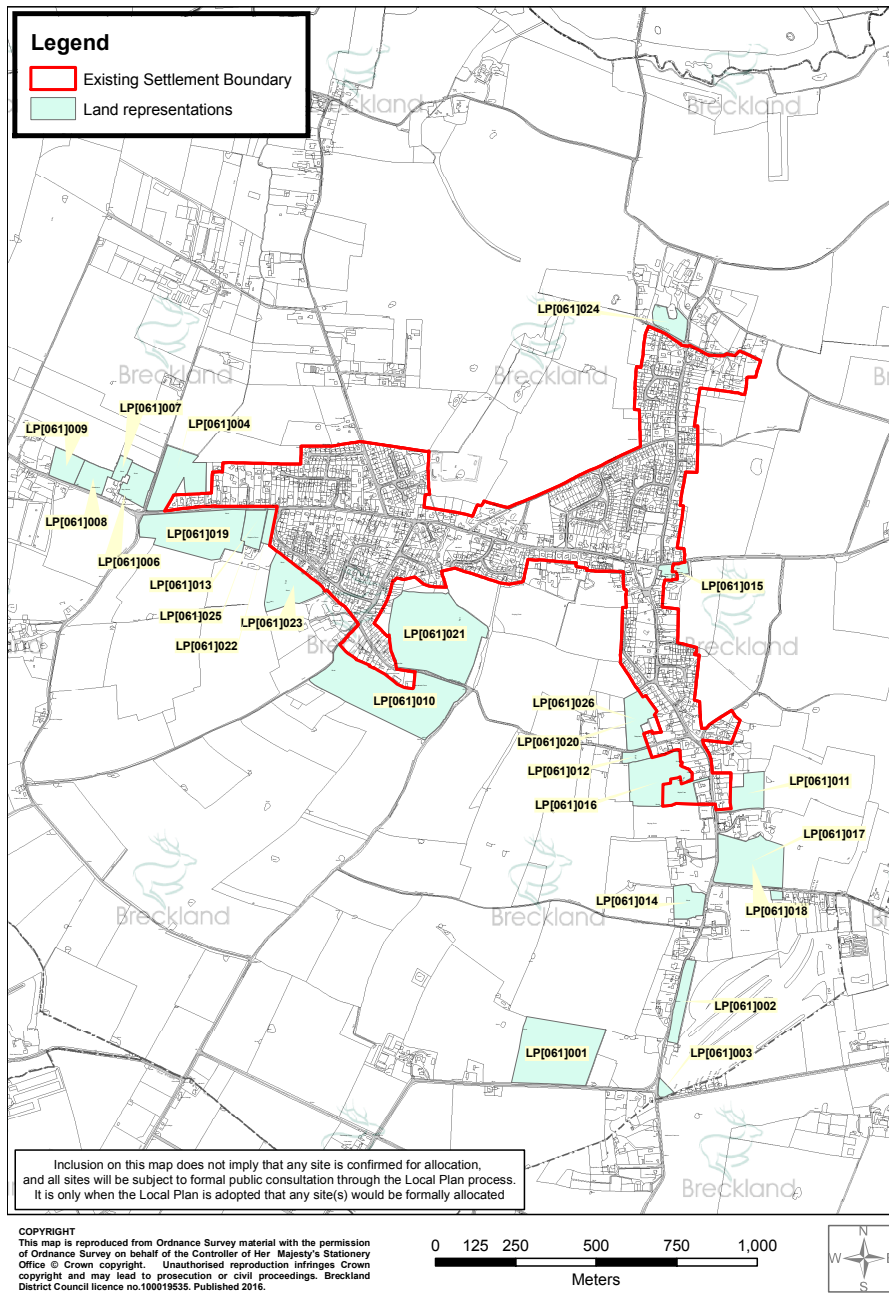 Legend
Existing Settlement Boundary
Land representations
Breckland
Breckland
LP[061]024
Breckland
Breckland
Br
LP[061]007
LP[061]009
LP[061]004
LP[061]008
LP[061]019
LP[061]006
LP[061]013
LP[061]015
LP[061]025
LP[061]023
LP[061]022
LP[061]021
Breckland
Breckland
LP[061]010
LP[061]026
LP[061]020
LP[061]012
LP[061]011
LP[061]016
LP[061]017
LP[061]014
LP[061]018
Breckland
Breckland
LP[061]002
LP[061]001
LP[061]003
Breckland
Inclusion on this map does not imply that any site is confirmed for allocation,
and all sites will be subject to formal public consultation through the Local Plan process.
It is only when the Local Plan is adopted that any site(s) would be formally allocated
COPYRIGHT
This map is reproduced from Ordnance Survey material with the permission
of Ordnance Survey on behalf of the Controller of Her Majesty's Stationery
Office © Crown copyright. Unauthorised reproduction infringes Crown
copyright and may lead to prosecution or civil proceedings. Breckland
District Council licence no.100019535. Published 2016.
0 125 250 500 750 1,000
Meters
N
W E
S